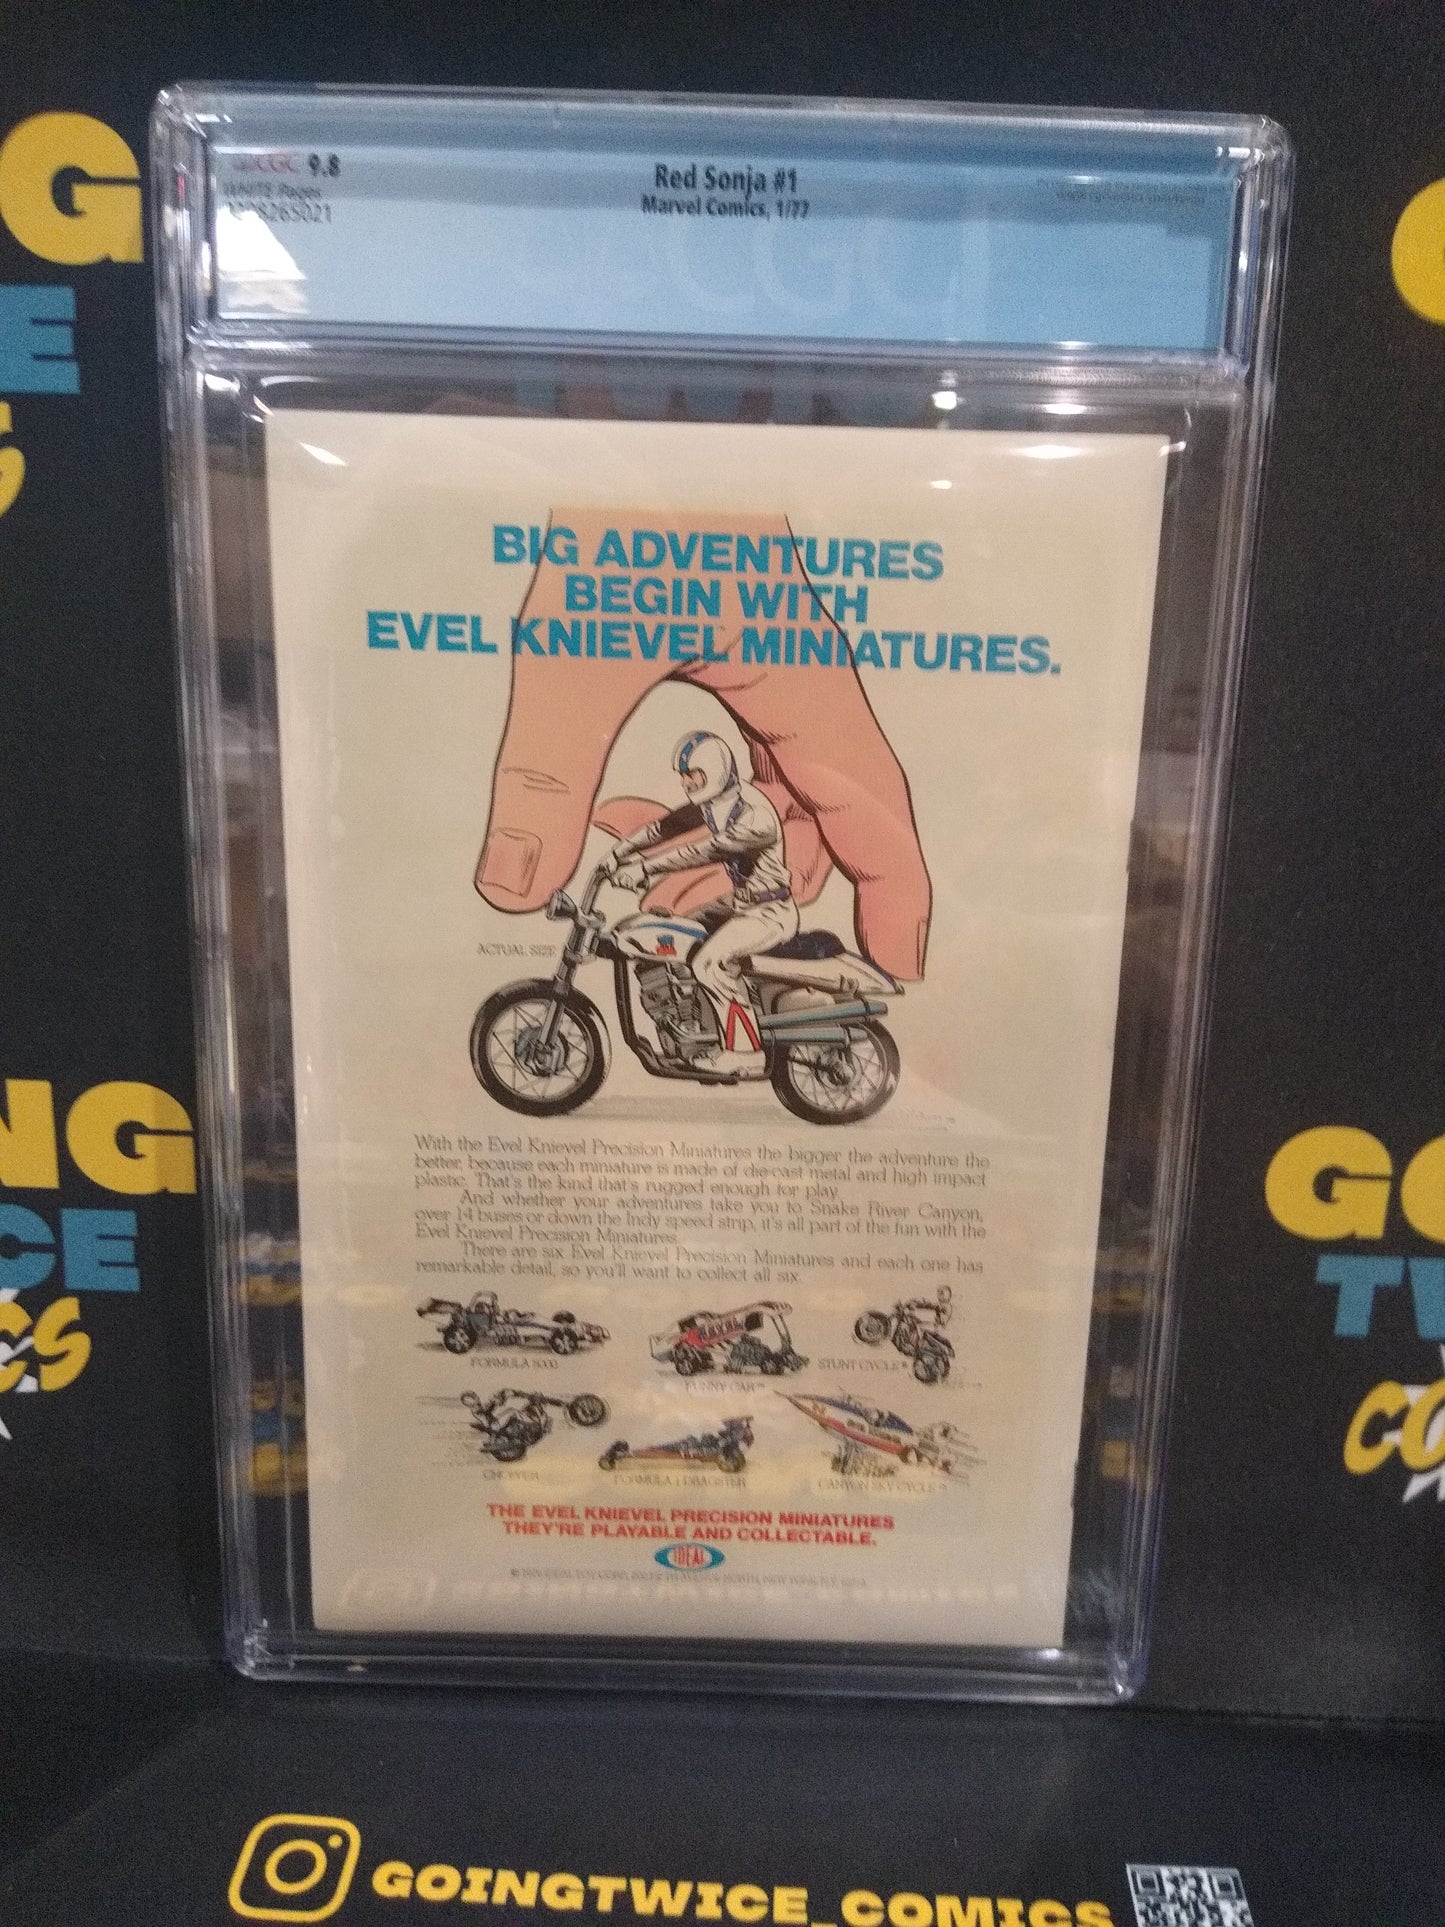 CGC 9.8
WHITE Pages
Red Sonja #1
Marvel Comics, 1/77
BIG ADVENTURES
BEGIN WITH
EVEL KNIEVEL MINIATURES.
ACTUAL SIZE
With the Evel Knievel Precision Miniatures the bigger the adventure the
better, because each miniature is made of die-cast metal and high impact
plastic. That's the kind that's rugged enough for play.
And whether your adventures take you to Snake River Canyon,
over 14 buses or down the Indy speed strip, it's all part of the fun with the
Evel Knievel Precision Miniatures.
There are six Evel Knievel Precision Miniatures and each one has
remarkable detail, so you'll want to collect all six.
FORMULA 5000
FUNNY CAR™
STUNT CYCLE®
CHOPPER
FORMULA 1 DRAGSTER
CANYON SKY CYCLE™
THE EVEL KNIEVEL PRECISION MINIATURES
THEY'RE PLAYABLE AND COLLECTABLE.
IDEAL
GOINGTWICE_COMICS